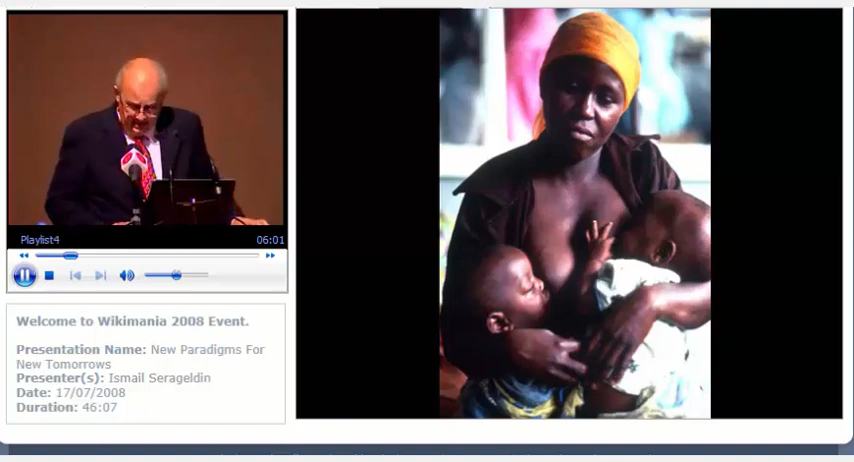 Playlist4
06:01
Welcome to Wikimania 2008 Event.
Presentation Name: New Paradigms For
New Tomorrows
Presenter(s): Ismail Serageldin
Date: 17/07/2008
Duration: 46:07